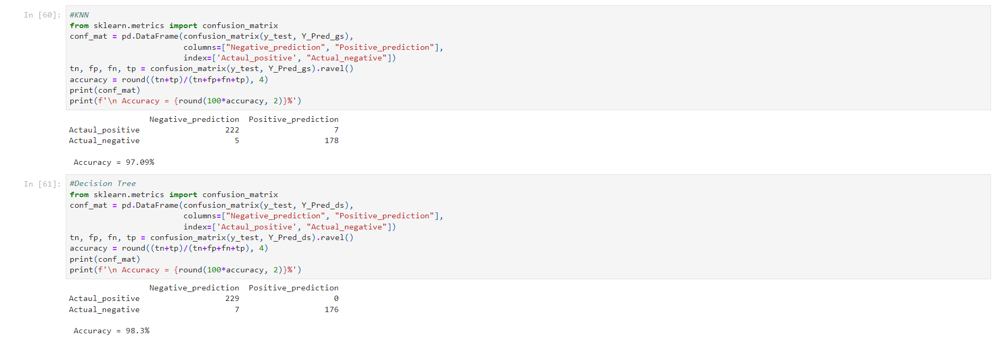 In [60]:
#KNN
from sklearn.metrics import confusion_matrix
conf_mat = pd.DataFrame(confusion_matrix(y_test, Y_Pred_gs),
columns=["Negative_prediction", "Positive_prediction"],
index=['Actaul_positive', "Actual_negative"])
tn, fp, fn, tp = confusion_matrix(y_test, Y_Pred_gs).ravel()
accuracy = round((tn+tp)/(tn+fp+fn+tp), 4)
print(conf_mat)
print(f'\n Accuracy = {round(100*accuracy, 2)}%')
Negative_prediction Positive_prediction
Actaul_positive 222 7
Actual_negative 5 178
Accuracy = 97.09%
In [61]:
#Decision Tree
from sklearn.metrics import confusion_matrix
conf_mat = pd.DataFrame(confusion_matrix(y_test, Y_Pred_ds),
columns=["Negative_prediction", "Positive_prediction"],
index=['Actaul_positive', "Actual_negative"])
tn, fp, fn, tp = confusion_matrix(y_test, Y_Pred_ds).ravel()
accuracy = round((tn+tp)/(tn+fp+fn+tp), 4)
print(conf_mat)
print(f'\n Accuracy = {round(100*accuracy, 2)}%')
Negative_prediction Positive_prediction
Actaul_positive 229 0
Actual_negative 7 176
Accuracy = 98.3%